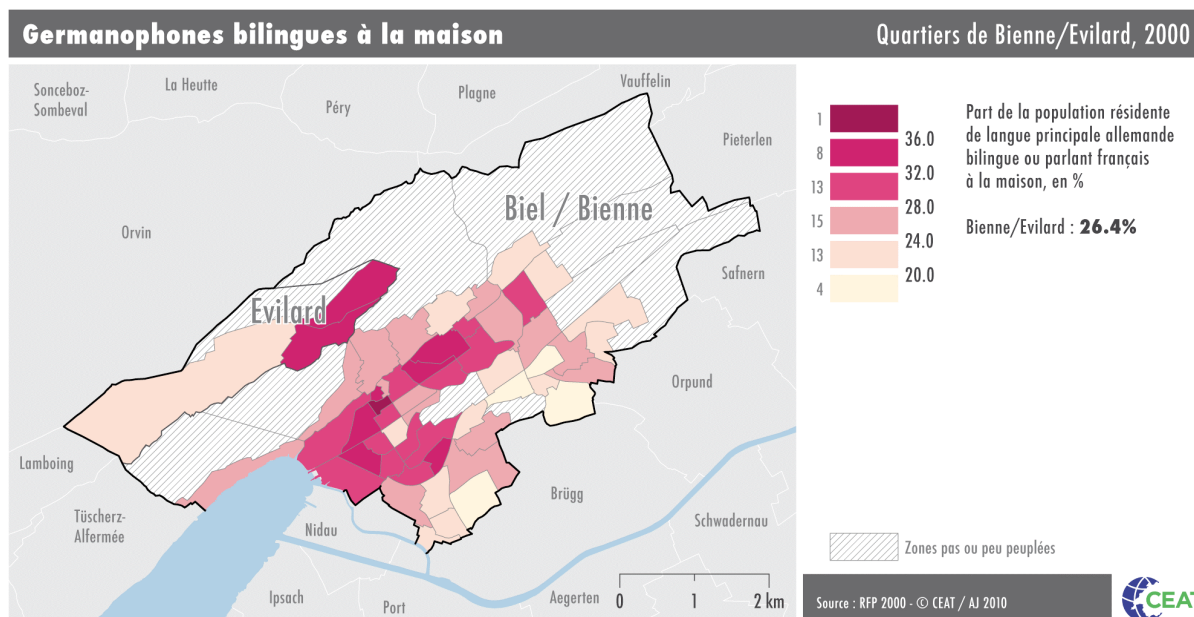 Germanophones bilingues à la maison
Quartiers de Bienne/Evilard, 2000
Sonceboz-
Sombeval
La Heutte
Péry
Plagne
Vauffelin
Pieterlen
Orvin
Biel / Bienne
Safnern
Evilard
Orpund
Lamboing
Tüscherz-
Alfermée
Nidau
Brügg
Schwadernau
Ipsach
Port
Aegerten
0 1 2 km
1
36.0
8
32.0
13
28.0
15
24.0
13
20.0
4
Part de la population résidente
de langue principale allemande
bilingue ou parlant français
à la maison, en %
Bienne/Evilard : 26.4%
Zones pas ou peu peuplées
Source : RFP 2000 - © CEAT / AJ 2010
CEAT